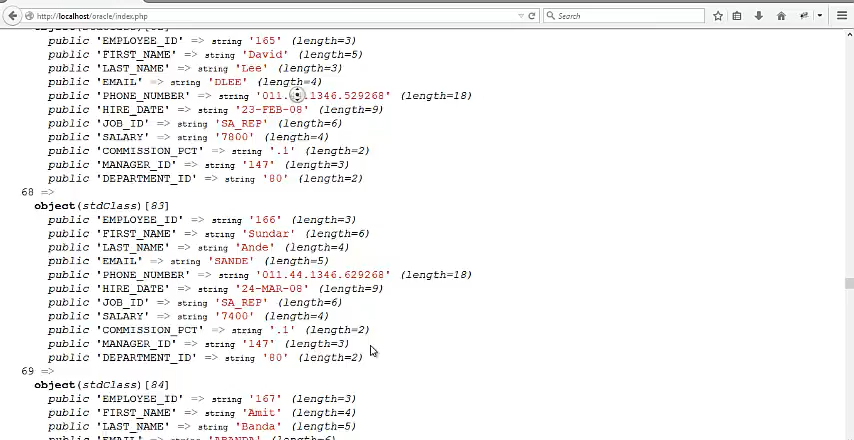 http://localhost/oracle/index.php
Search
public 'EMPLOYEE_ID' => string '165' (length=3)
public 'FIRST_NAME' => string 'David' (length=5)
public 'LAST_NAME' => string 'Lee' (length=3)
public 'EMAIL' => string 'DLEE' (length=4)
public 'PHONE_NUMBER' => string '011. .1346.529268' (length=18)
public 'HIRE_DATE' => string '23-FEB-08' (length=9)
public 'JOB_ID' => string 'SA_REP' (length=6)
public 'SALARY' => string '7800' (length=4)
public 'COMMISSION_PCT' => string '.1' (length=2)
public 'MANAGER_ID' => string '147' (length=3)
public 'DEPARTMENT_ID' => string '80' (length=2)
68 =>
object(stdClass)[83]
public 'EMPLOYEE_ID' => string '166' (length=3)
public 'FIRST_NAME' => string 'Sundar' (length=6)
public 'LAST_NAME' => string 'Ande' (length=4)
public 'EMAIL' => string 'SANDE' (length=5)
public 'PHONE_NUMBER' => string '011.44.1346.629268' (length=18)
public 'HIRE_DATE' => string '24-MAR-08' (length=9)
public 'JOB_ID' => string 'SA_REP' (length=6)
public 'SALARY' => string '7400' (length=4)
public 'COMMISSION_PCT' => string '.1' (length=2)
public 'MANAGER_ID' => string '147' (length=3)
public 'DEPARTMENT_ID' => string '80' (length=2)
69 =>
object(stdClass)[84]
public 'EMPLOYEE_ID' => string '167' (length=3)
public 'FIRST_NAME' => string 'Amit' (length=4)
public 'LAST_NAME' => string 'Banda' (length=5)
public 'EMAIL' => string 'ABANDA' (length=6)